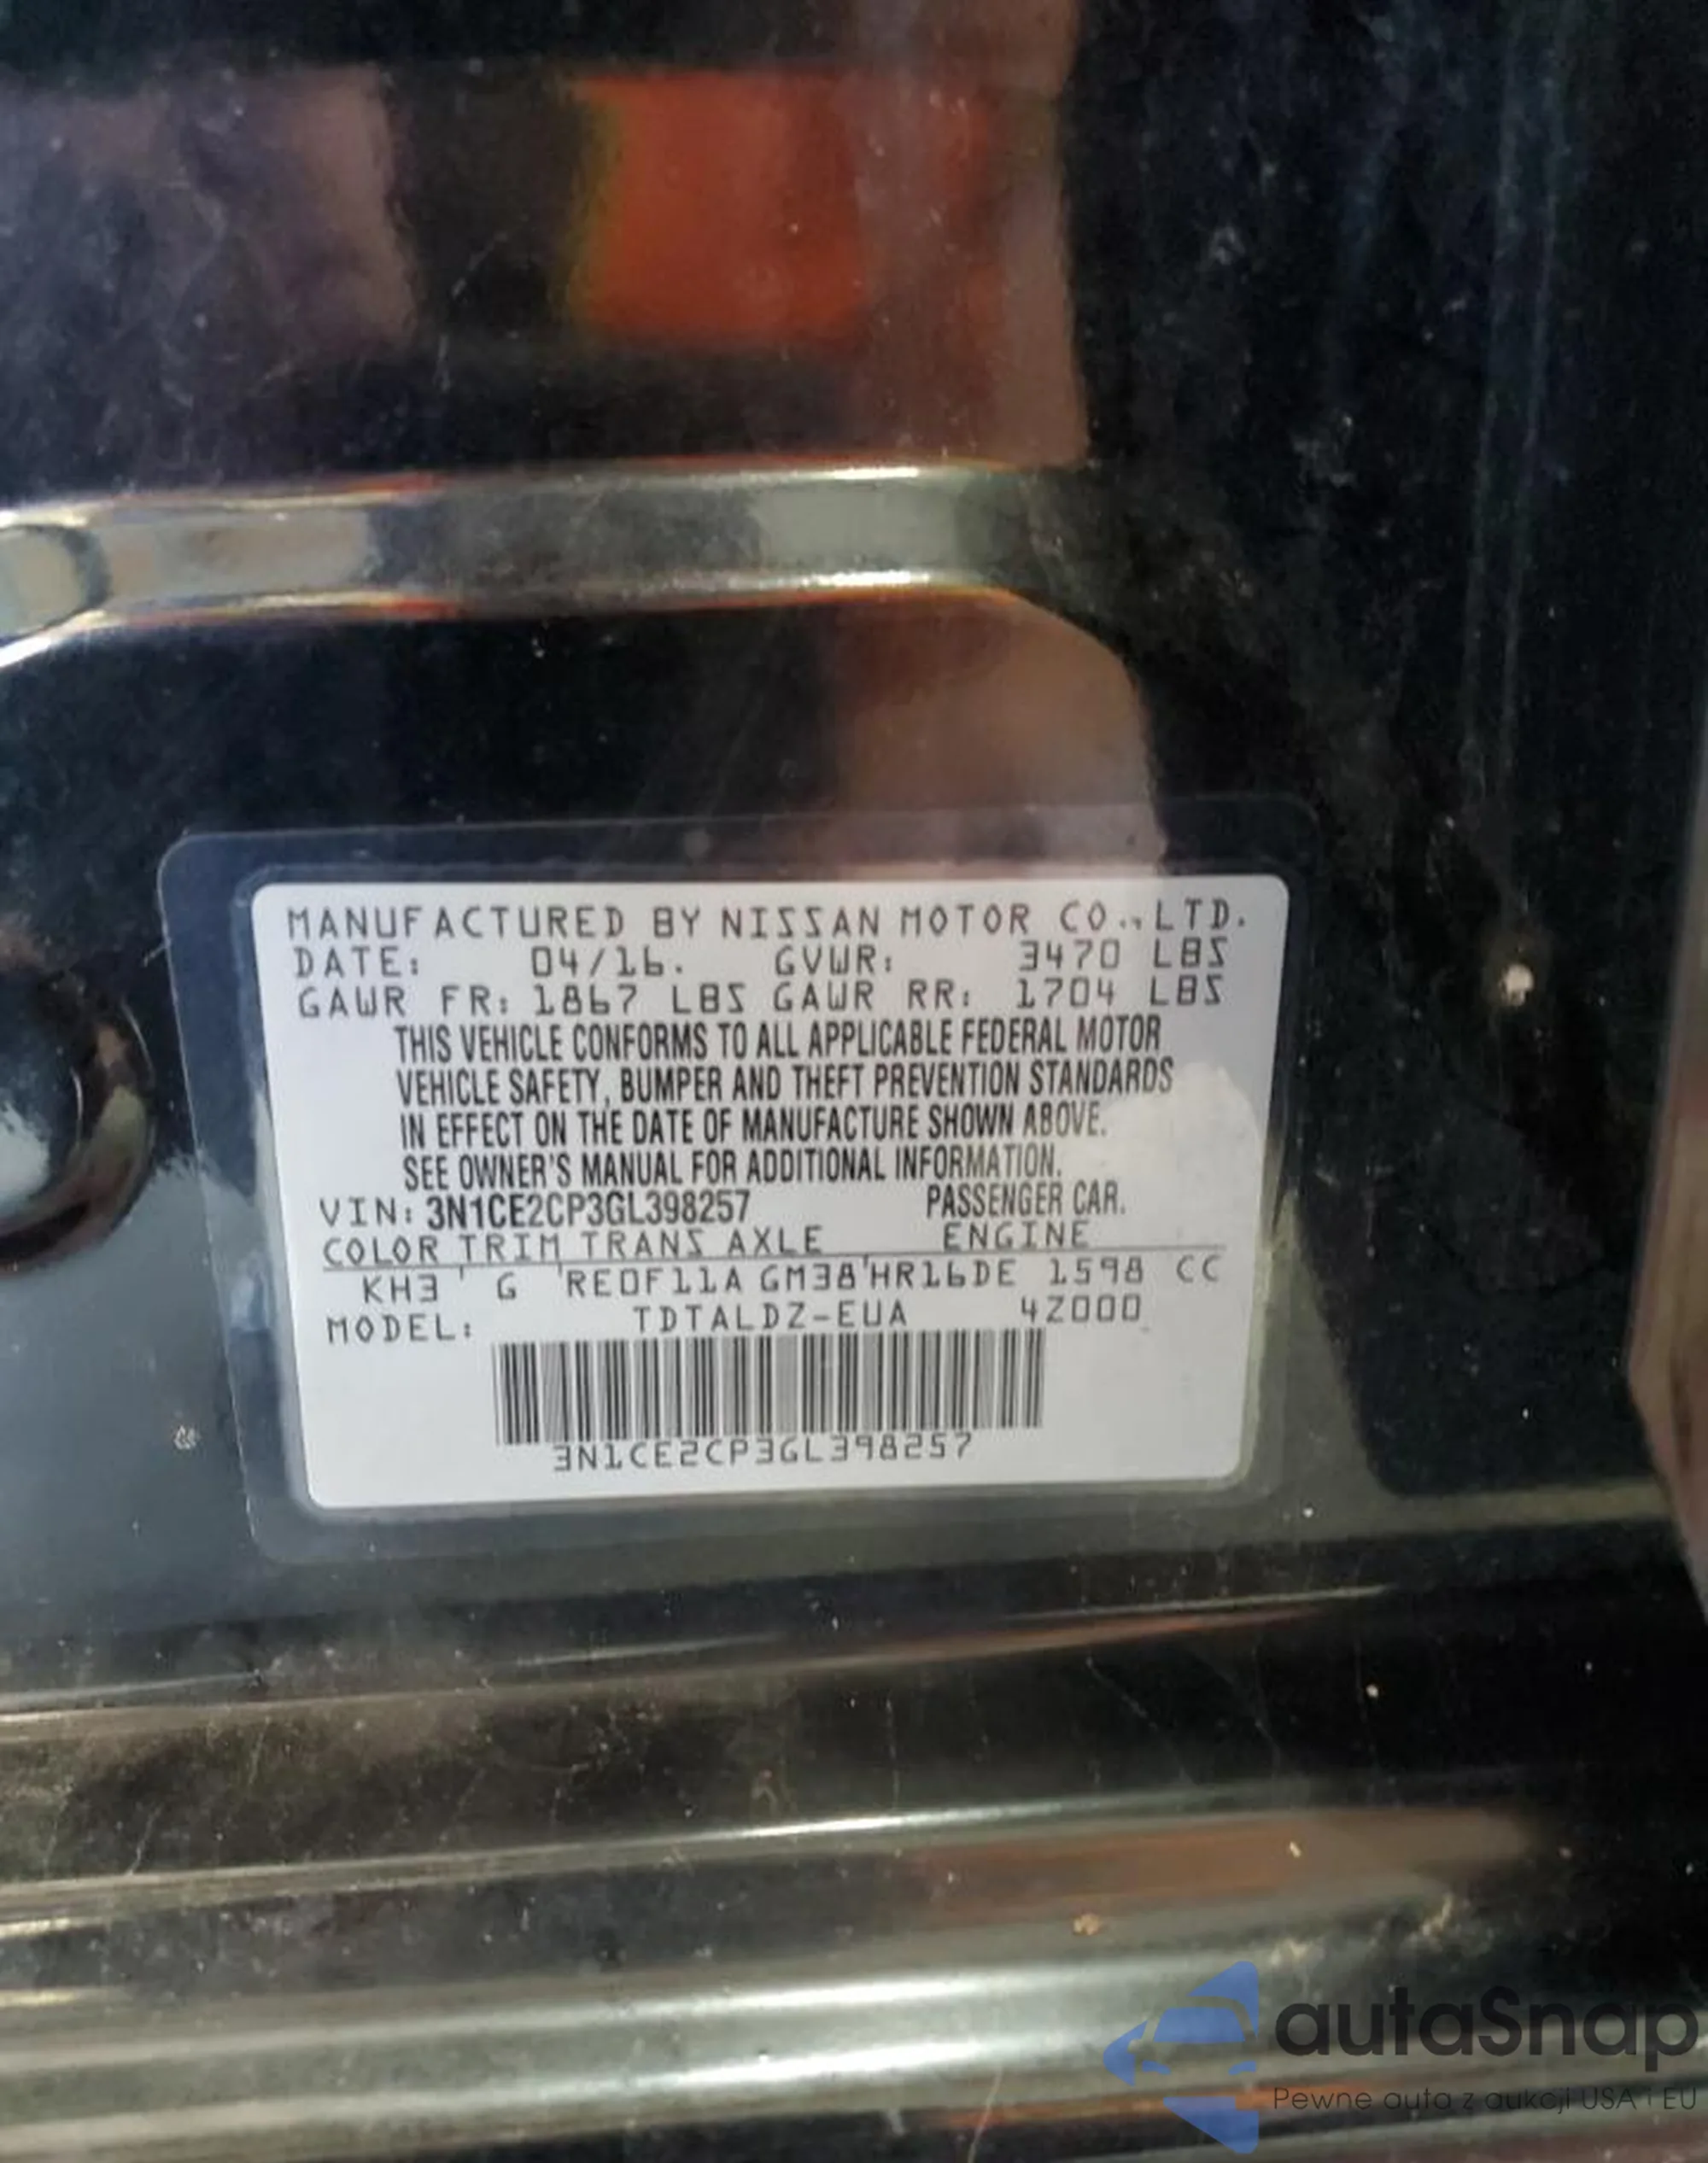 MANUFACTURED BY NISSAN MOTOR CO.,LTD.
DATE: 04/16. GVWR: 3470 LBS
GAWR FR: 1867 LBS GAWR RR: 1704 LBS
THIS VEHICLE CONFORMS TO ALL APPLICABLE FEDERAL MOTOR
VEHICLE SAFETY, BUMPER AND THEFT PREVENTION STANDARDS
IN EFFECT ON THE DATE OF MANUFACTURE SHOWN ABOVE.
SEE OWNER'S MANUAL FOR ADDITIONAL INFORMATION.
VIN: 3N1CE2CP3GL398257 PASSENGER CAR.
COLOR TRIM TRANS AXLE ENGINE
KH3 G RE0F11A GM38 HR16DE 1598 CC
MODEL: TDTALDZ-EUA 4Z000
3N1CE2CP3GL398257
autaSnap
Pewne auta z aukcji USA i EU